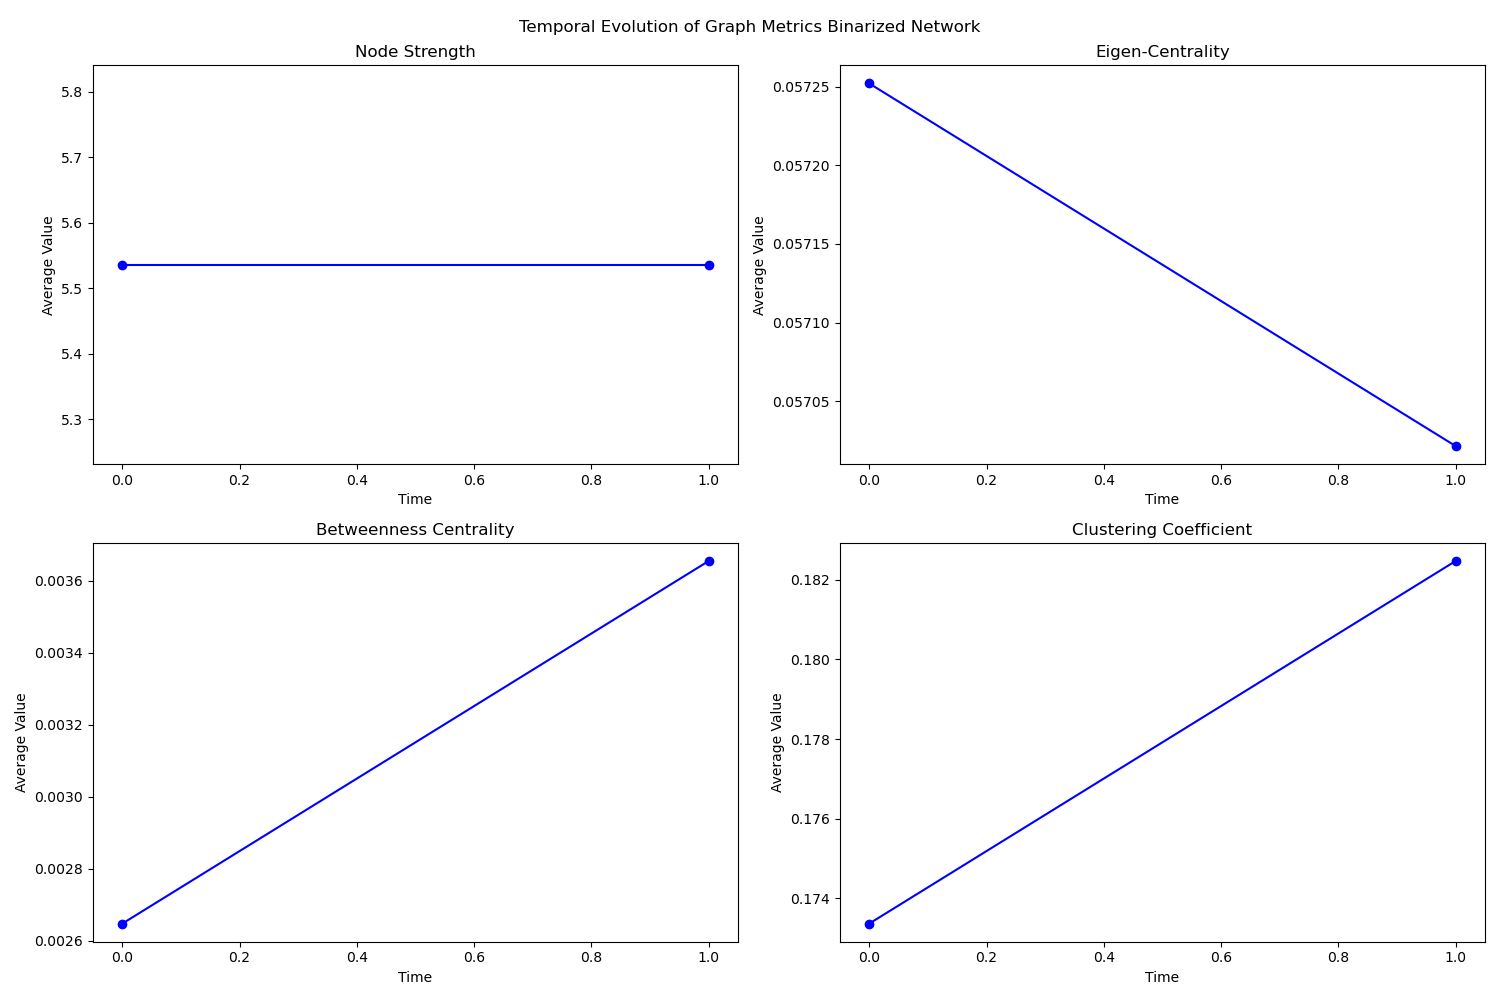 Temporal Evolution of Graph Metrics Binarized Network
Node Strength
5.8
5.7
5.6
5.5
5.4
5.3
Average Value
0.0 0.2 0.4 0.6 0.8 1.0
Time
Eigen-Centrality
0.05725
0.05720
0.05715
0.05710
0.05705
Average Value
0.0 0.2 0.4 0.6 0.8 1.0
Time
Betweenness Centrality
0.0036
0.0034
0.0032
0.0030
0.0028
0.0026
Average Value
0.0 0.2 0.4 0.6 0.8 1.0
Time
Clustering Coefficient
0.182
0.180
0.178
0.176
0.174
Average Value
0.0 0.2 0.4 0.6 0.8 1.0
Time